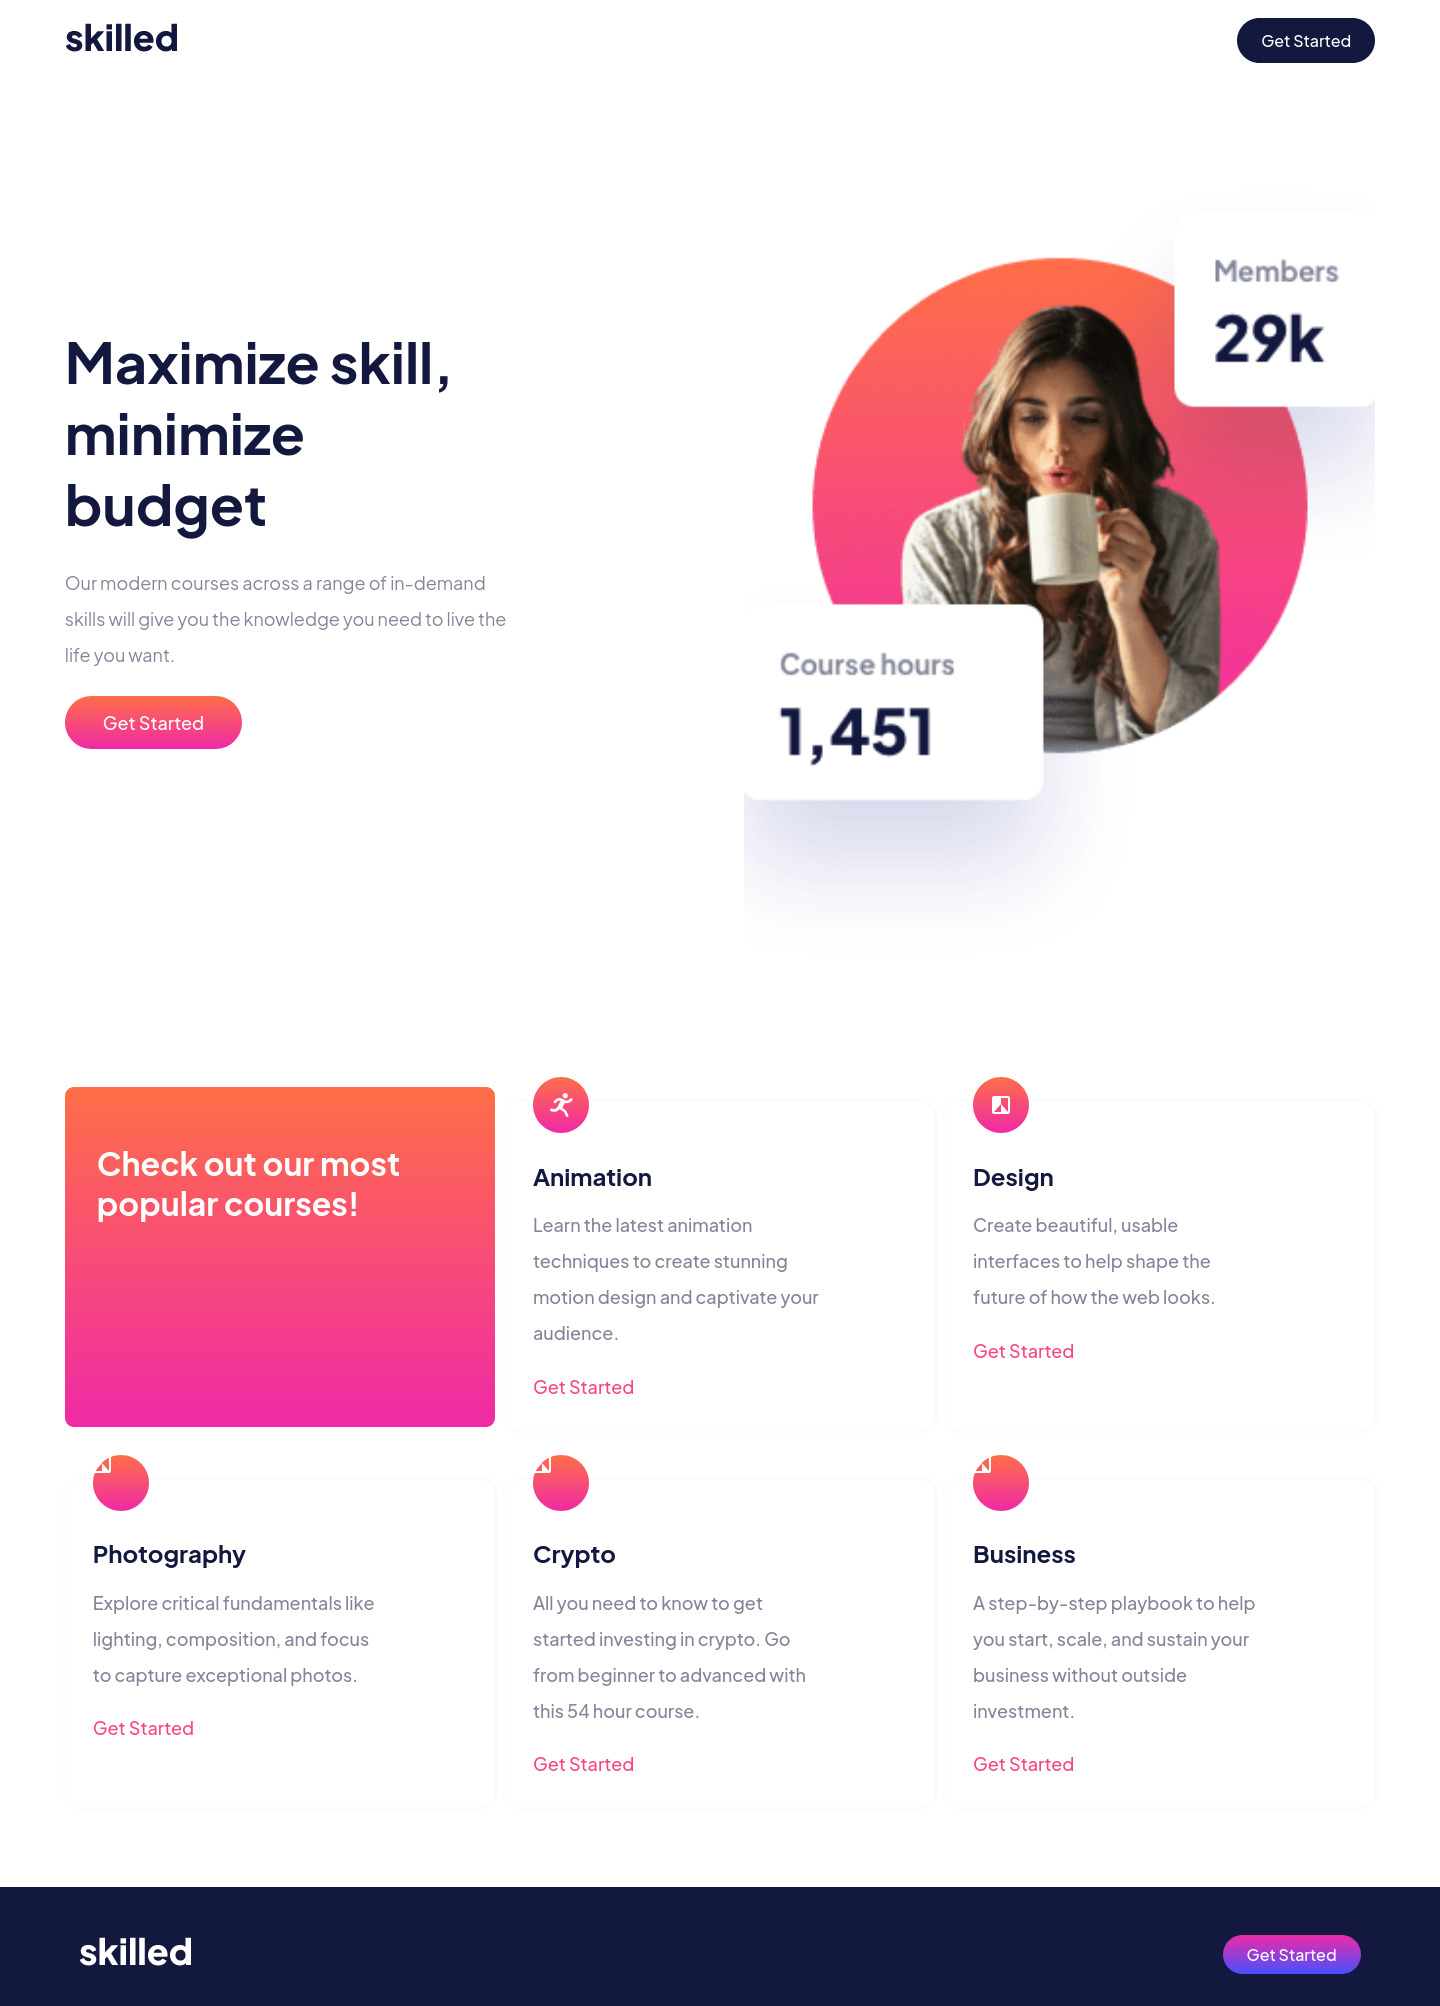 skilled
Get Started
Maximize skill,
minimize
budget
Our modern courses across a range of in-demand
skills will give you the knowledge you need to live the
life you want.
Get Started
Members
29k
Course hours
1,451
Check out our most
popular courses!
Animation
Learn the latest animation
techniques to create stunning
motion design and captivate your
audience.
Get Started
Design
Create beautiful, usable
interfaces to help shape the
future of how the web looks.
Get Started
Photography
Explore critical fundamentals like
lighting, composition, and focus
to capture exceptional photos.
Get Started
Crypto
All you need to know to get
started investing in crypto. Go
from beginner to advanced with
this 54 hour course.
Get Started
Business
A step-by-step playbook to help
you start, scale, and sustain your
business without outside
investment.
Get Started
skilled
Get Started